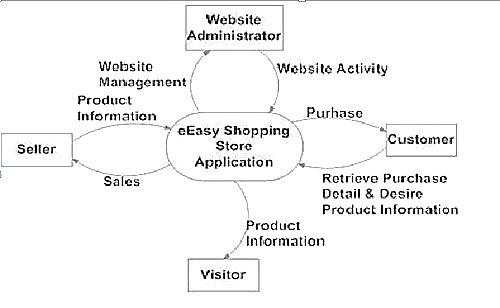 Website
Administrator
Website
Management
Website Activity
Product
Information
eEasy Shopping
Store
Application
Purhase
Seller
Customer
Sales
Retrieve Purchase
Detail & Desire
Product Information
Product
Information
Visitor